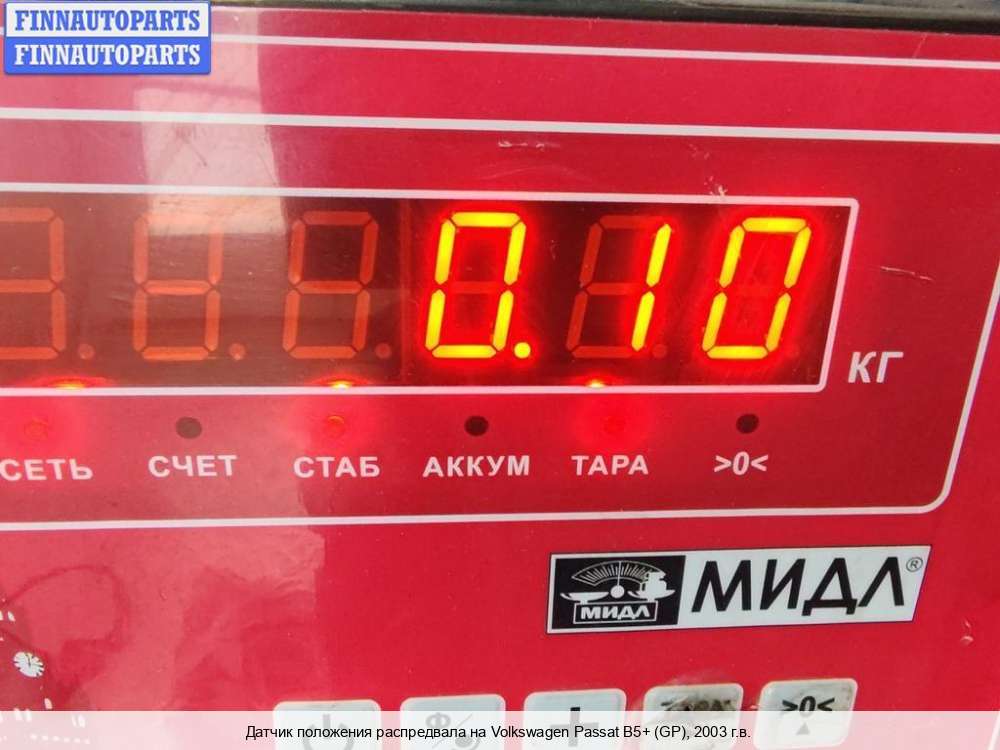 FINNAUTOPARTS
FINNAUTOPARTS
0.10
КГ
СЕТЬ СЧЕТ СТАБ АККУМ ТАРА >0<
МИДЛ МИДЛ®
>0<
Датчик положения распредвала на Volkswagen Passat B5+ (GP), 2003 г.в.